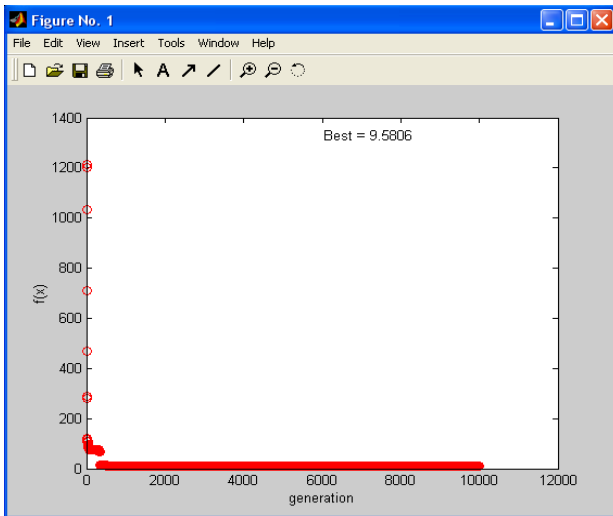 Figure No. 1
File Edit View Insert Tools Window Help
A
Best = 9.5806
1400
1200
1000
800
600
400
200
0
f(x)
0 2000 4000 6000 8000 10000 12000
generation